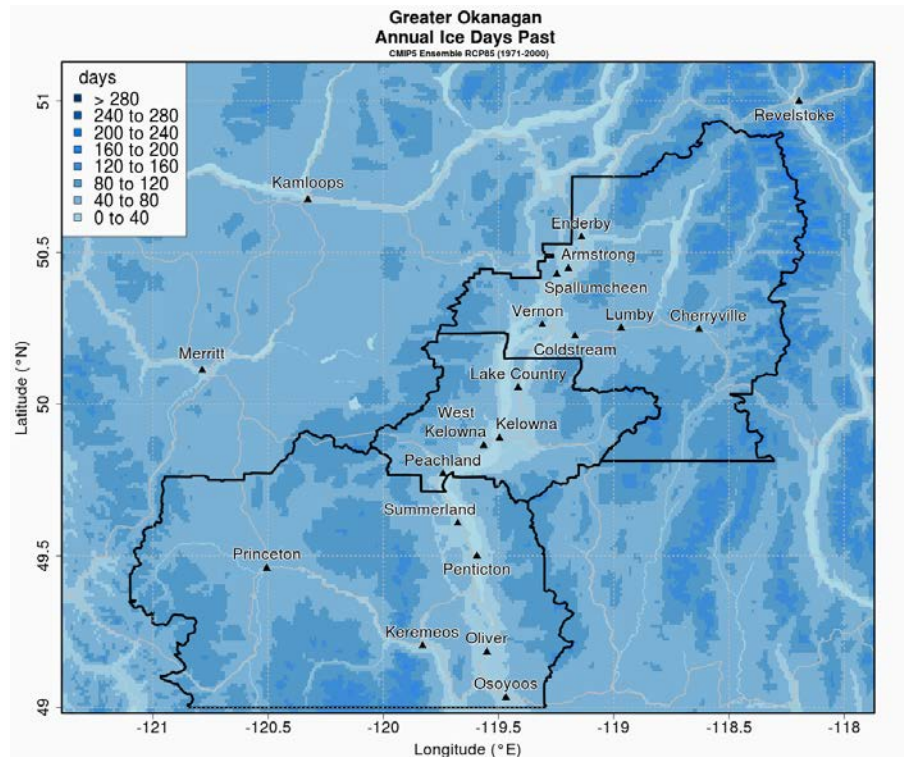 Greater Okanagan
Annual Ice Days Past
CMIP5 Ensemble RCP85 (1971-2000)
days
> 280
240 to 280
200 to 240
160 to 200
120 to 160
80 to 120
40 to 80
0 to 40
Revelstoke
Kamloops
Enderby
Armstrong
Spallumcheen
Vernon
Lumby
Cherryville
Coldstream
Merritt
Lake Country
West
Kelowna
Kelowna
Peachland
Summerland
Princeton
Penticton
Keremeos
Oliver
Osoyoos
51
50.5
50
49.5
49
Latitude (°N)
-121
-120.5
-120
-119.5
-119
-118.5
-118
Longitude (°E)